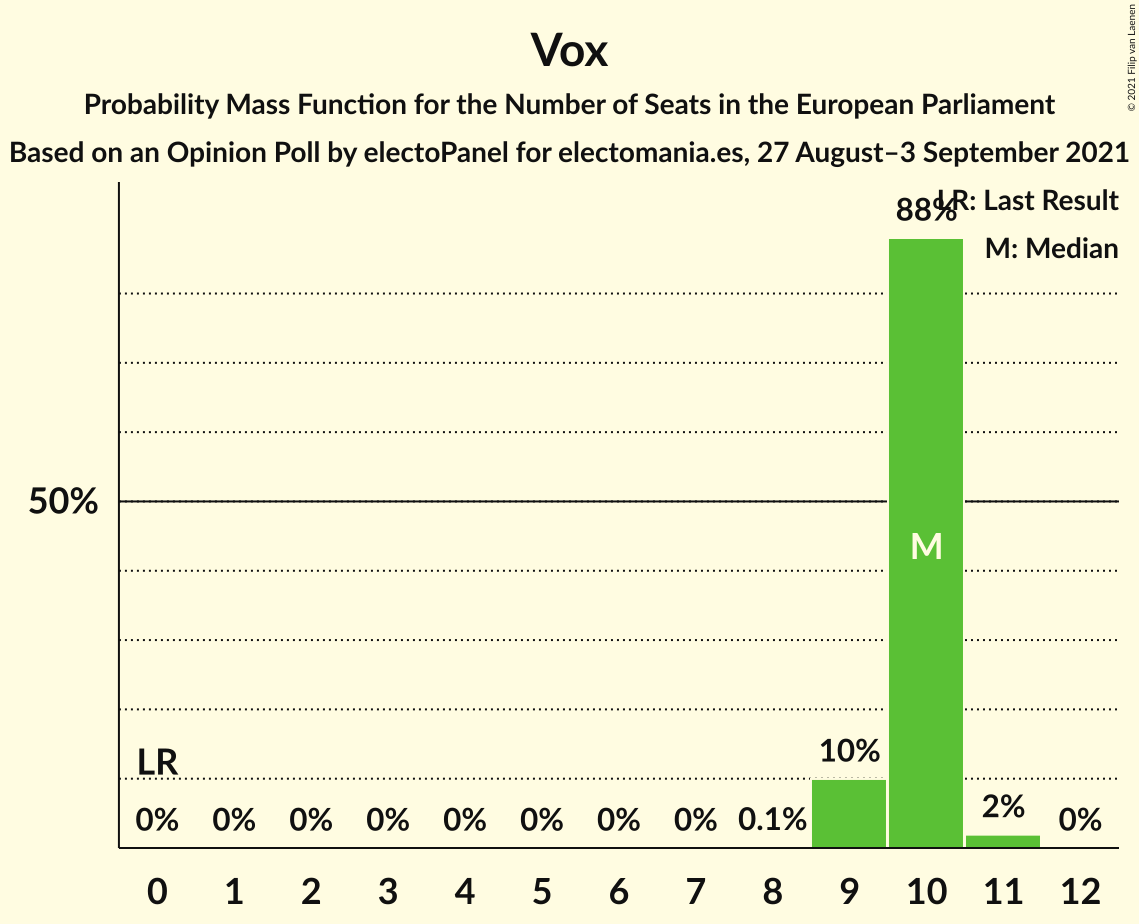 Vox
Probability Mass Function for the Number of Seats in the European Parliament
Based on an Opinion Poll by electoPanel for electomania.es, 27 August–3 September 2021
© 2021 Filip van Laenen
LR: Last Result
M: Median
88%
50%
M
LR
10%
0% 0% 0% 0% 0% 0% 0% 0% 0.1% 2% 0%
0 1 2 3 4 5 6 7 8 9 10 11 12